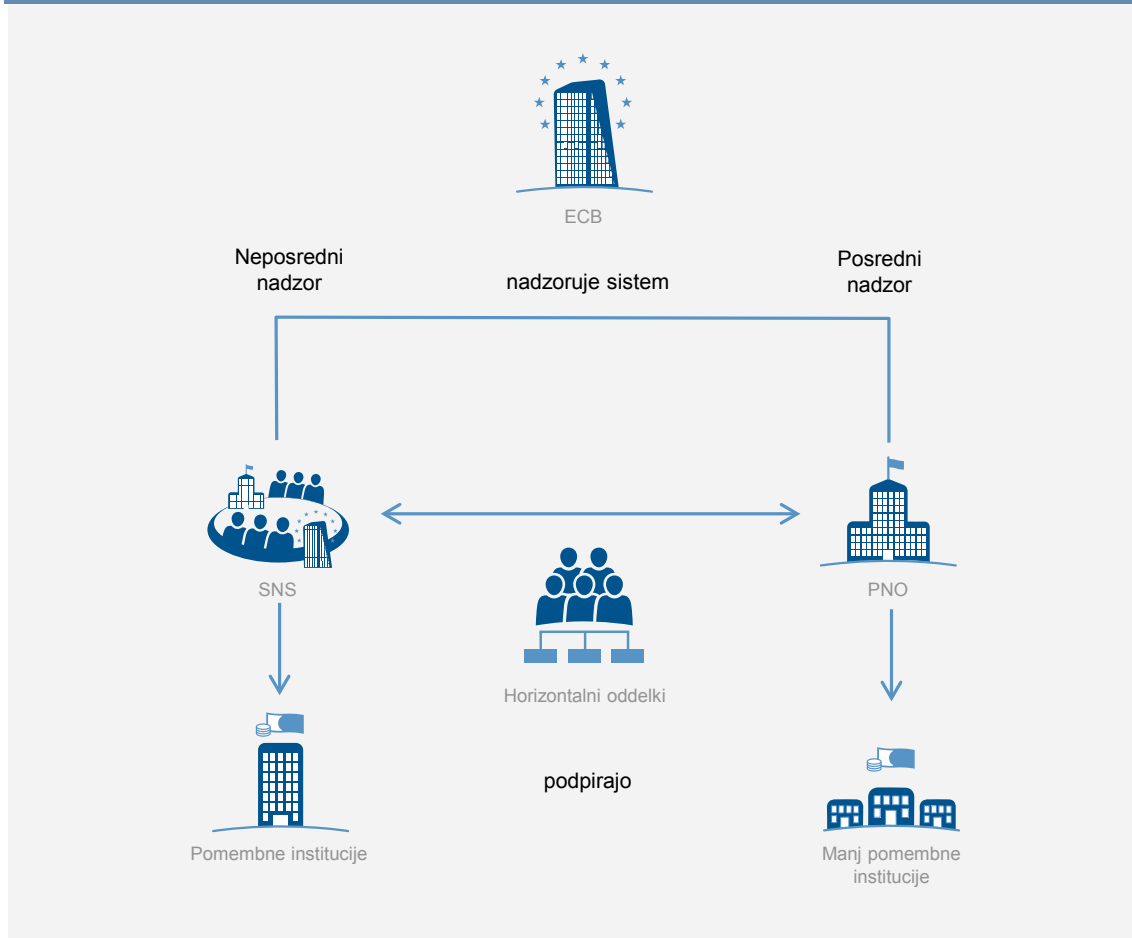 ECB
Neposredni
nadzor
nadzoruje sistem
Posredni
nadzor
SNS
PNO
Horizontalni oddelki
podpirajo
Pomembne institucije
Manj pomembne
institucije